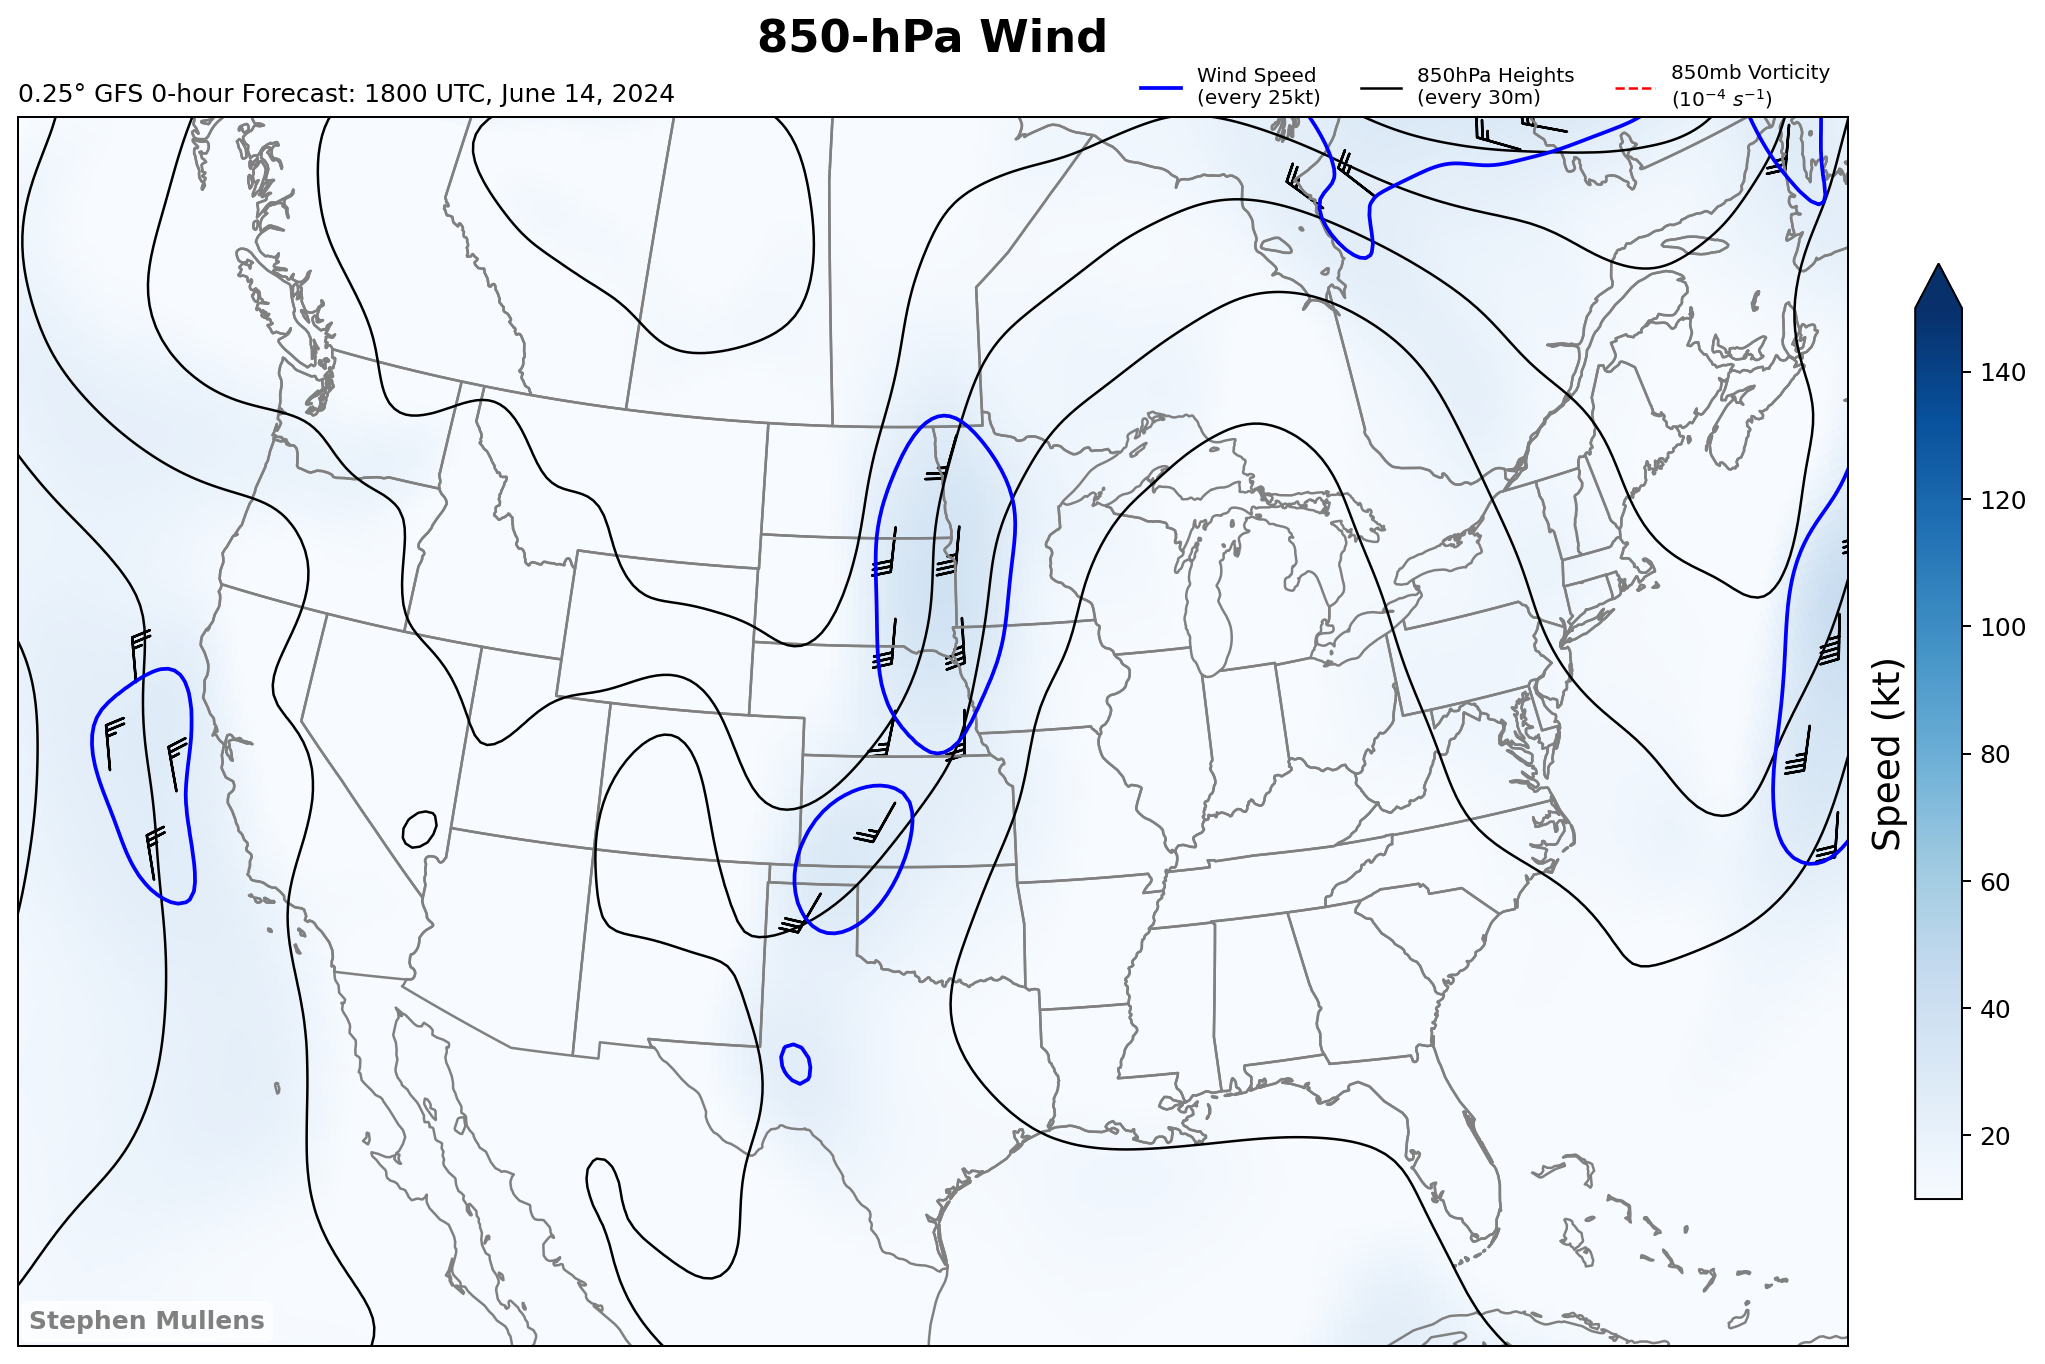 850-hPa Wind
0.25° GFS 0-hour Forecast: 1800 UTC, June 14, 2024
Wind Speed
(every 25kt)
850hPa Heights
(every 30m)
850mb Vorticity
(10⁻⁴ s⁻¹)
140
120
100
80
60
40
20
Speed (kt)
Stephen Mullens